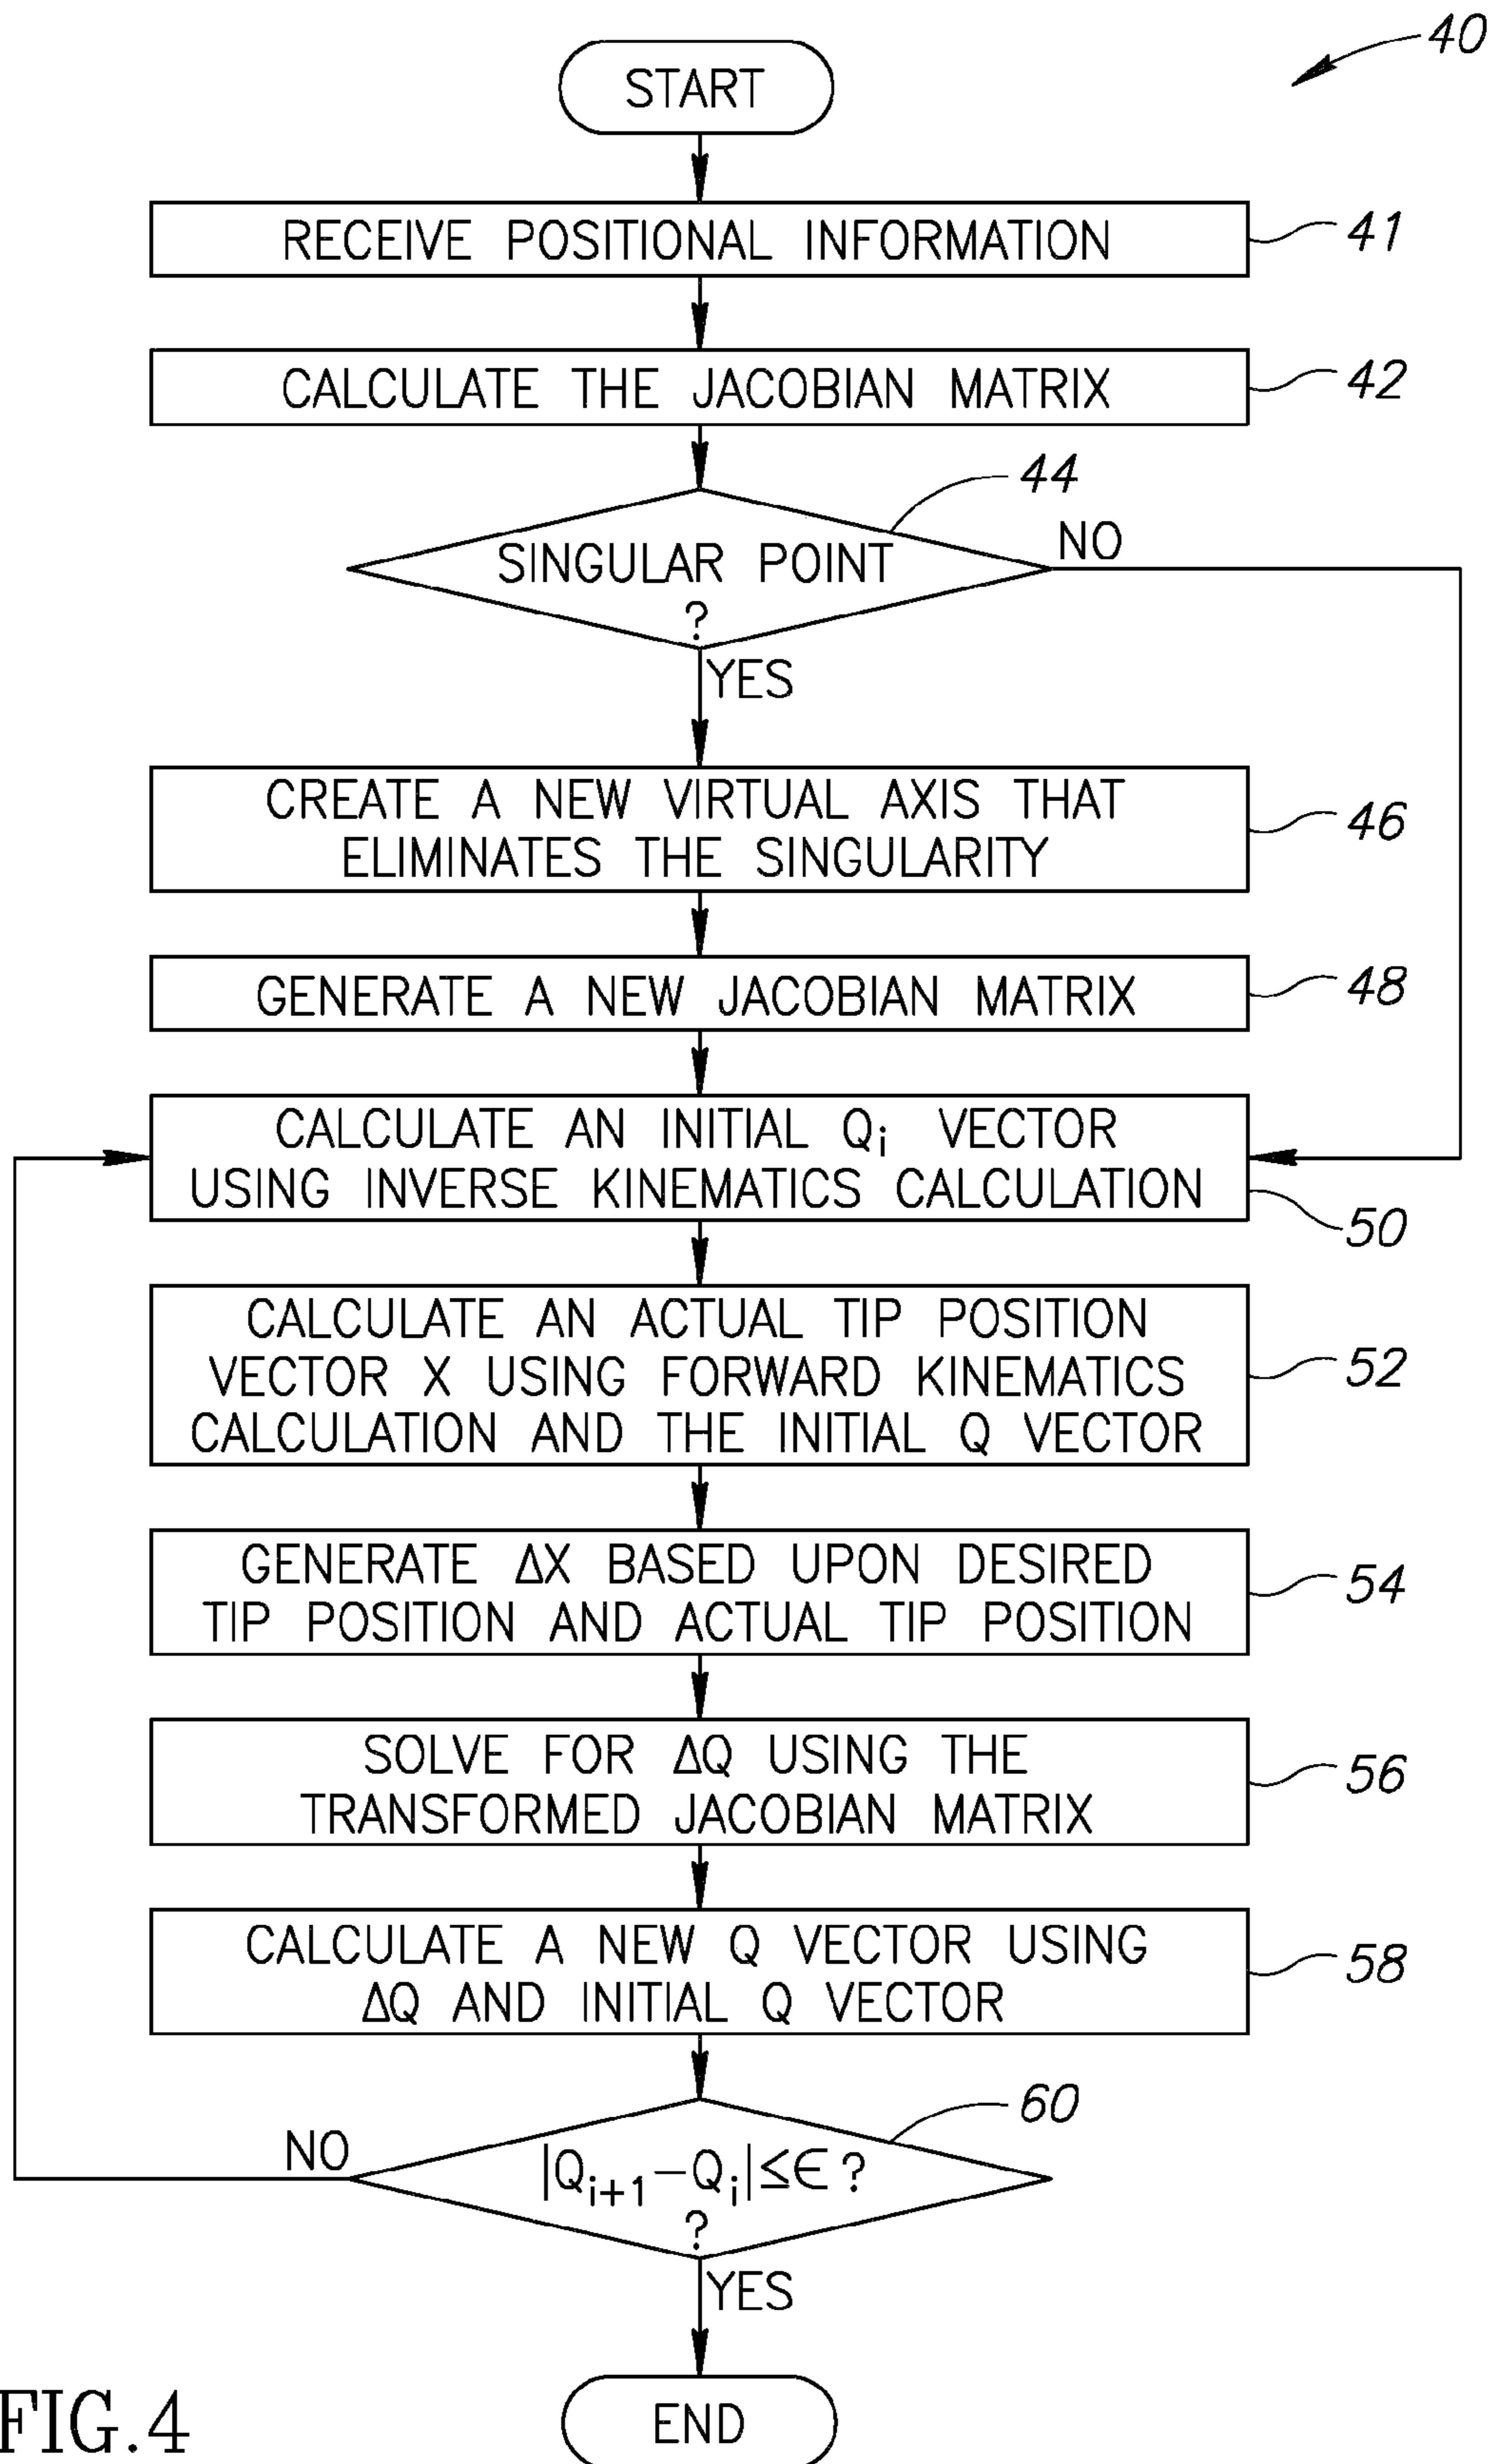 40
START
RECEIVE POSITIONAL INFORMATION
41
CALCULATE THE JACOBIAN MATRIX
42
44
SINGULAR POINT
?
NO
YES
CREATE A NEW VIRTUAL AXIS THAT
ELIMINATES THE SINGULARITY
46
GENERATE A NEW JACOBIAN MATRIX
48
CALCULATE AN INITIAL Qi VECTOR
USING INVERSE KINEMATICS CALCULATION
50
CALCULATE AN ACTUAL TIP POSITION
VECTOR X USING FORWARD KINEMATICS
CALCULATION AND THE INITIAL Q VECTOR
52
GENERATE ΔX BASED UPON DESIRED
TIP POSITION AND ACTUAL TIP POSITION
54
SOLVE FOR ΔQ USING THE
TRANSFORMED JACOBIAN MATRIX
56
CALCULATE A NEW Q VECTOR USING
ΔQ AND INITIAL Q VECTOR
58
60
NO
|Qi+1−Qi|≤∈?
?
YES
END
FIG.4